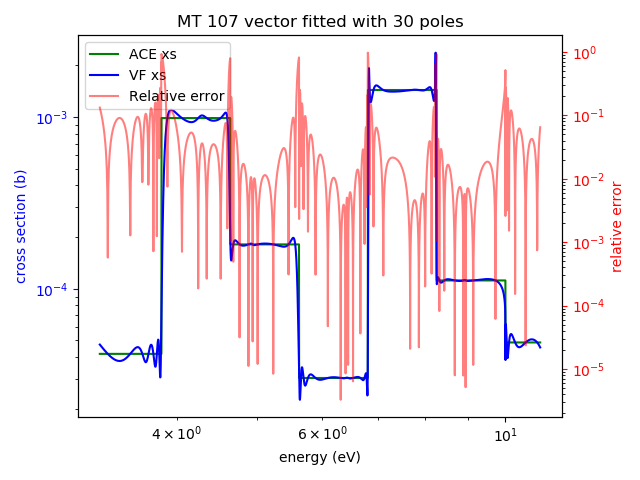 MT 107 vector fitted with 30 poles
ACE xs
VF xs
Relative error
cross section (b)
10⁻³
10⁻⁴
10⁰
10⁻¹
10⁻²
10⁻³
10⁻⁴
10⁻⁵
relative error
4 × 10⁰
6 × 10⁰
10¹
energy (eV)